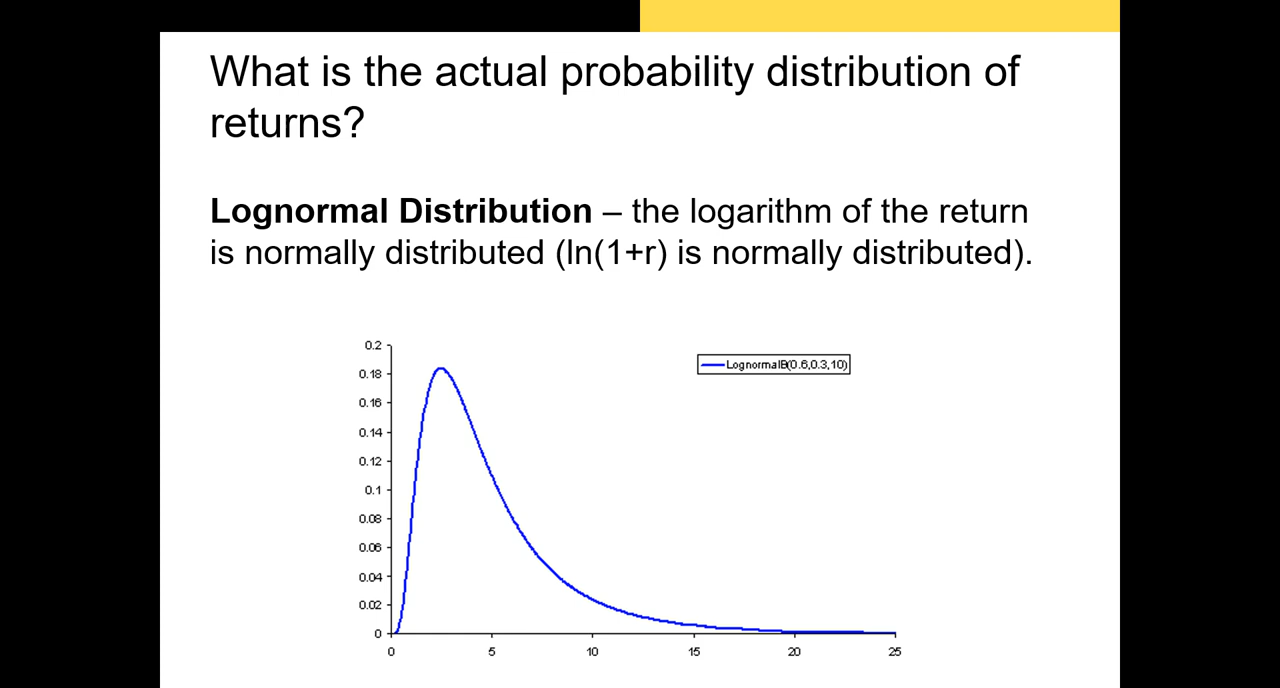 What is the actual probability distribution of
returns?
Lognormal Distribution – the logarithm of the return
is normally distributed (ln(1+r) is normally distributed).
0.2
LognormalB(0.6,0.3,10)
0.18
0.16
0.14
0.12
0.1
0.08
0.06
0.04
0.02
0
0 5 10 15 20 25